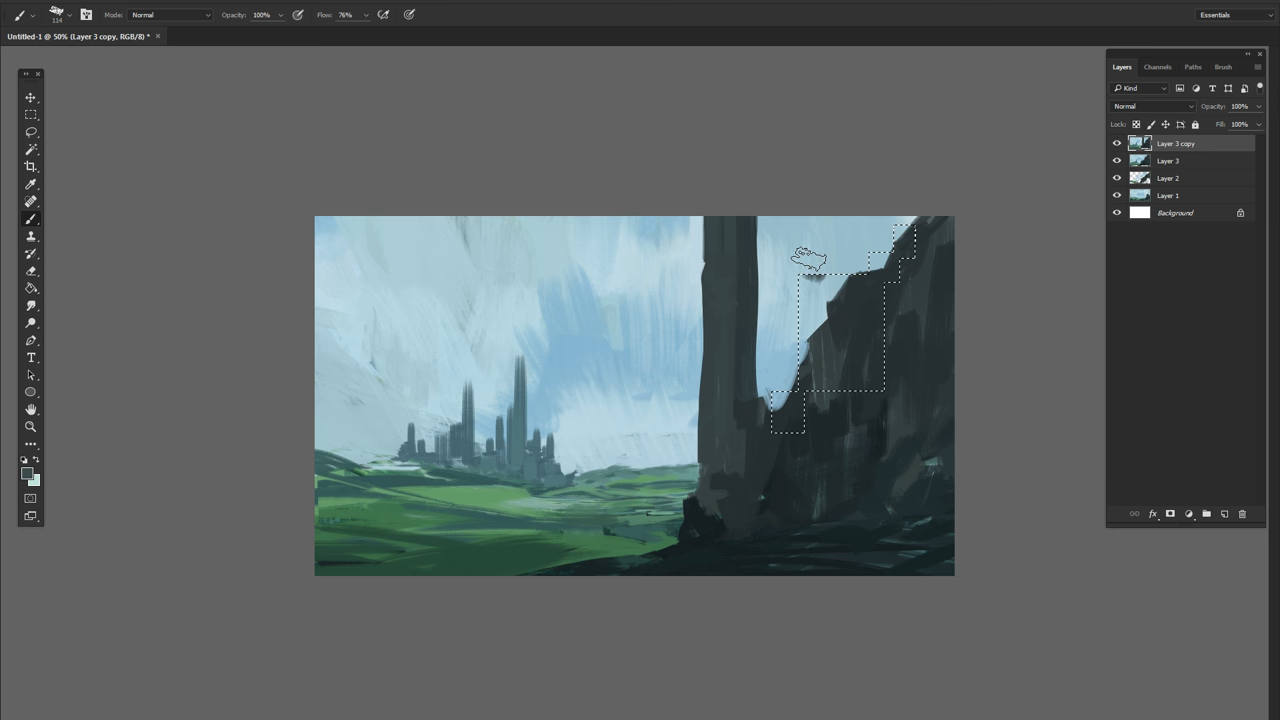 114
Mode: Normal
Opacity: 100%
Flow: 76%
Essentials
Untitled-1 @ 50% (Layer 3 copy, RGB/8) *
Layers
Channels
Paths
Brush
Kind
Normal
Opacity: 100%
Lock:
Fill: 100%
Layer 3 copy
Layer 3
Layer 2
Layer 1
Background